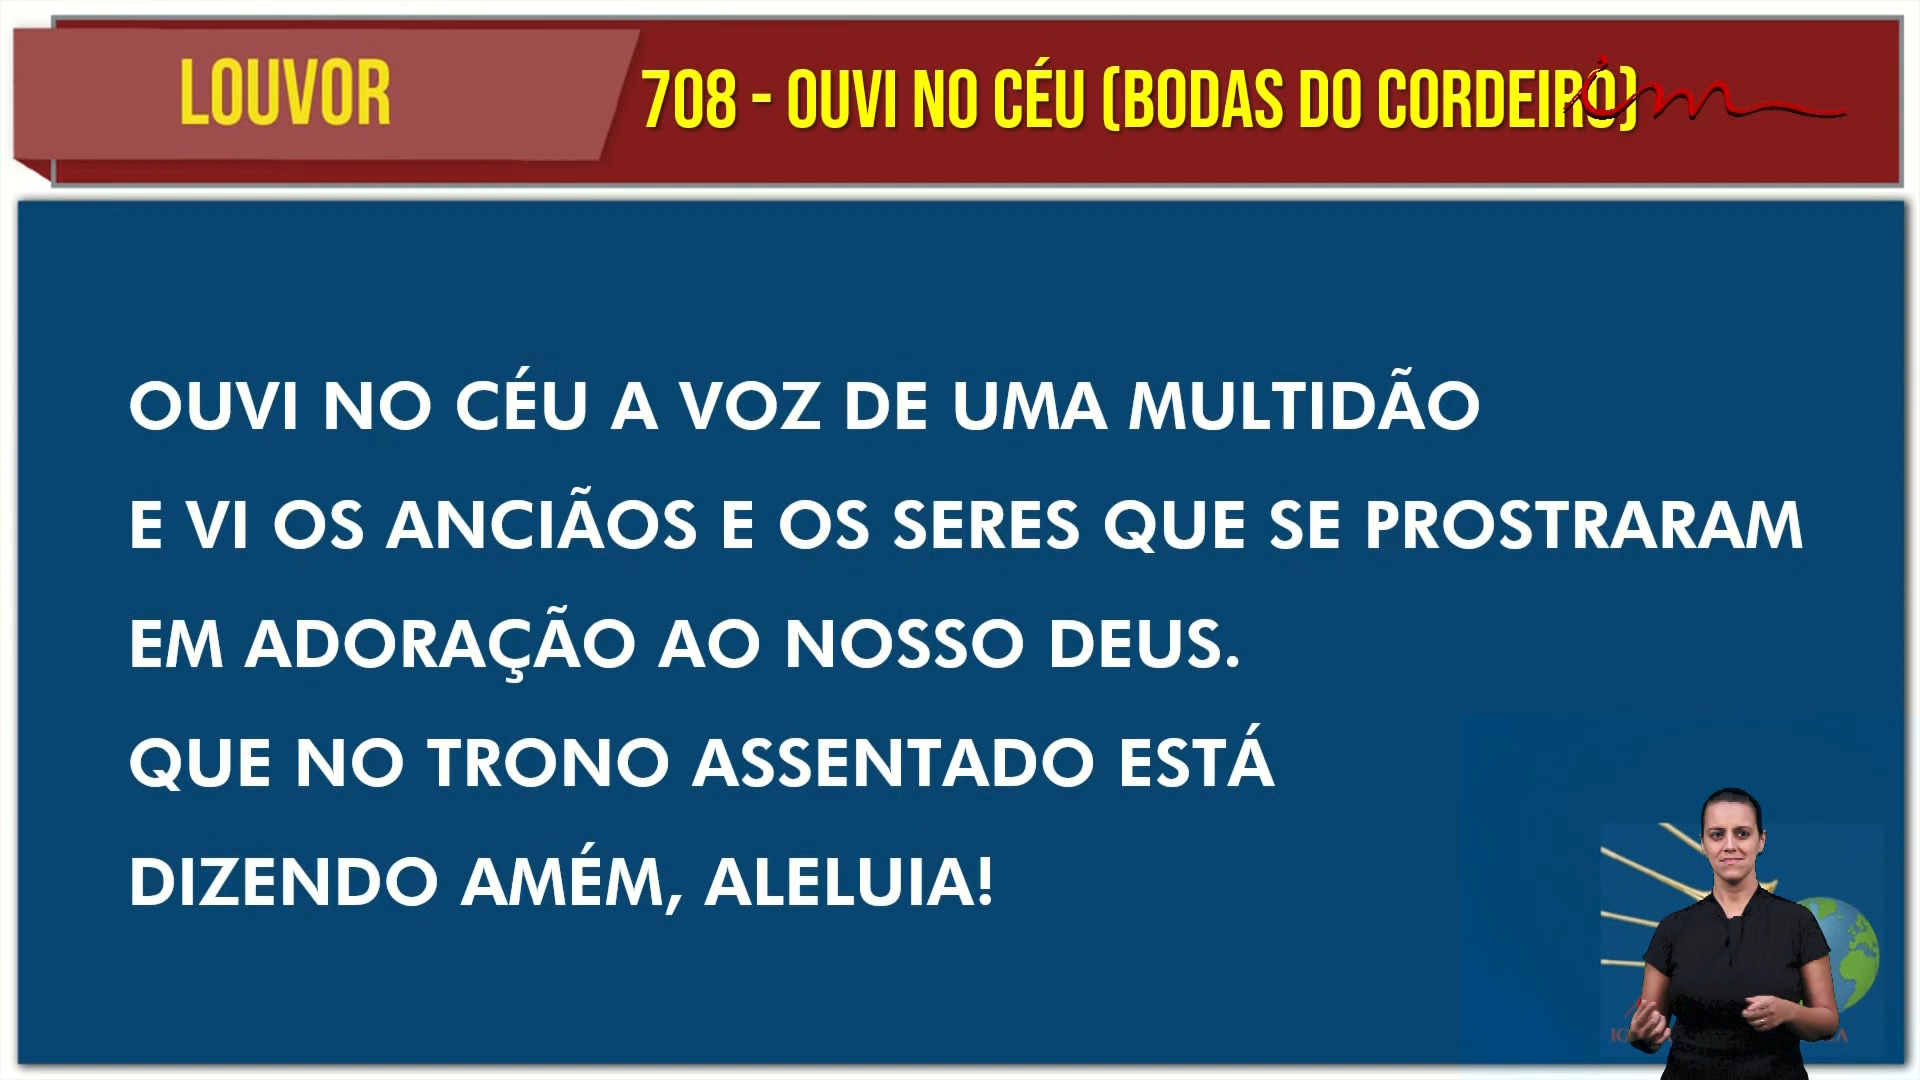 LOUVOR
708 - OUVI NO CÉU (BODAS DO CORDEIRO)
OUVI NO CÉU A VOZ DE UMA MULTIDÃO
E VI OS ANCIÃOS E OS SERES QUE SE PROSTRARAM
EM ADORAÇÃO AO NOSSO DEUS.
QUE NO TRONO ASSENTADO ESTÁ
DIZENDO AMÉM, ALELUIA!